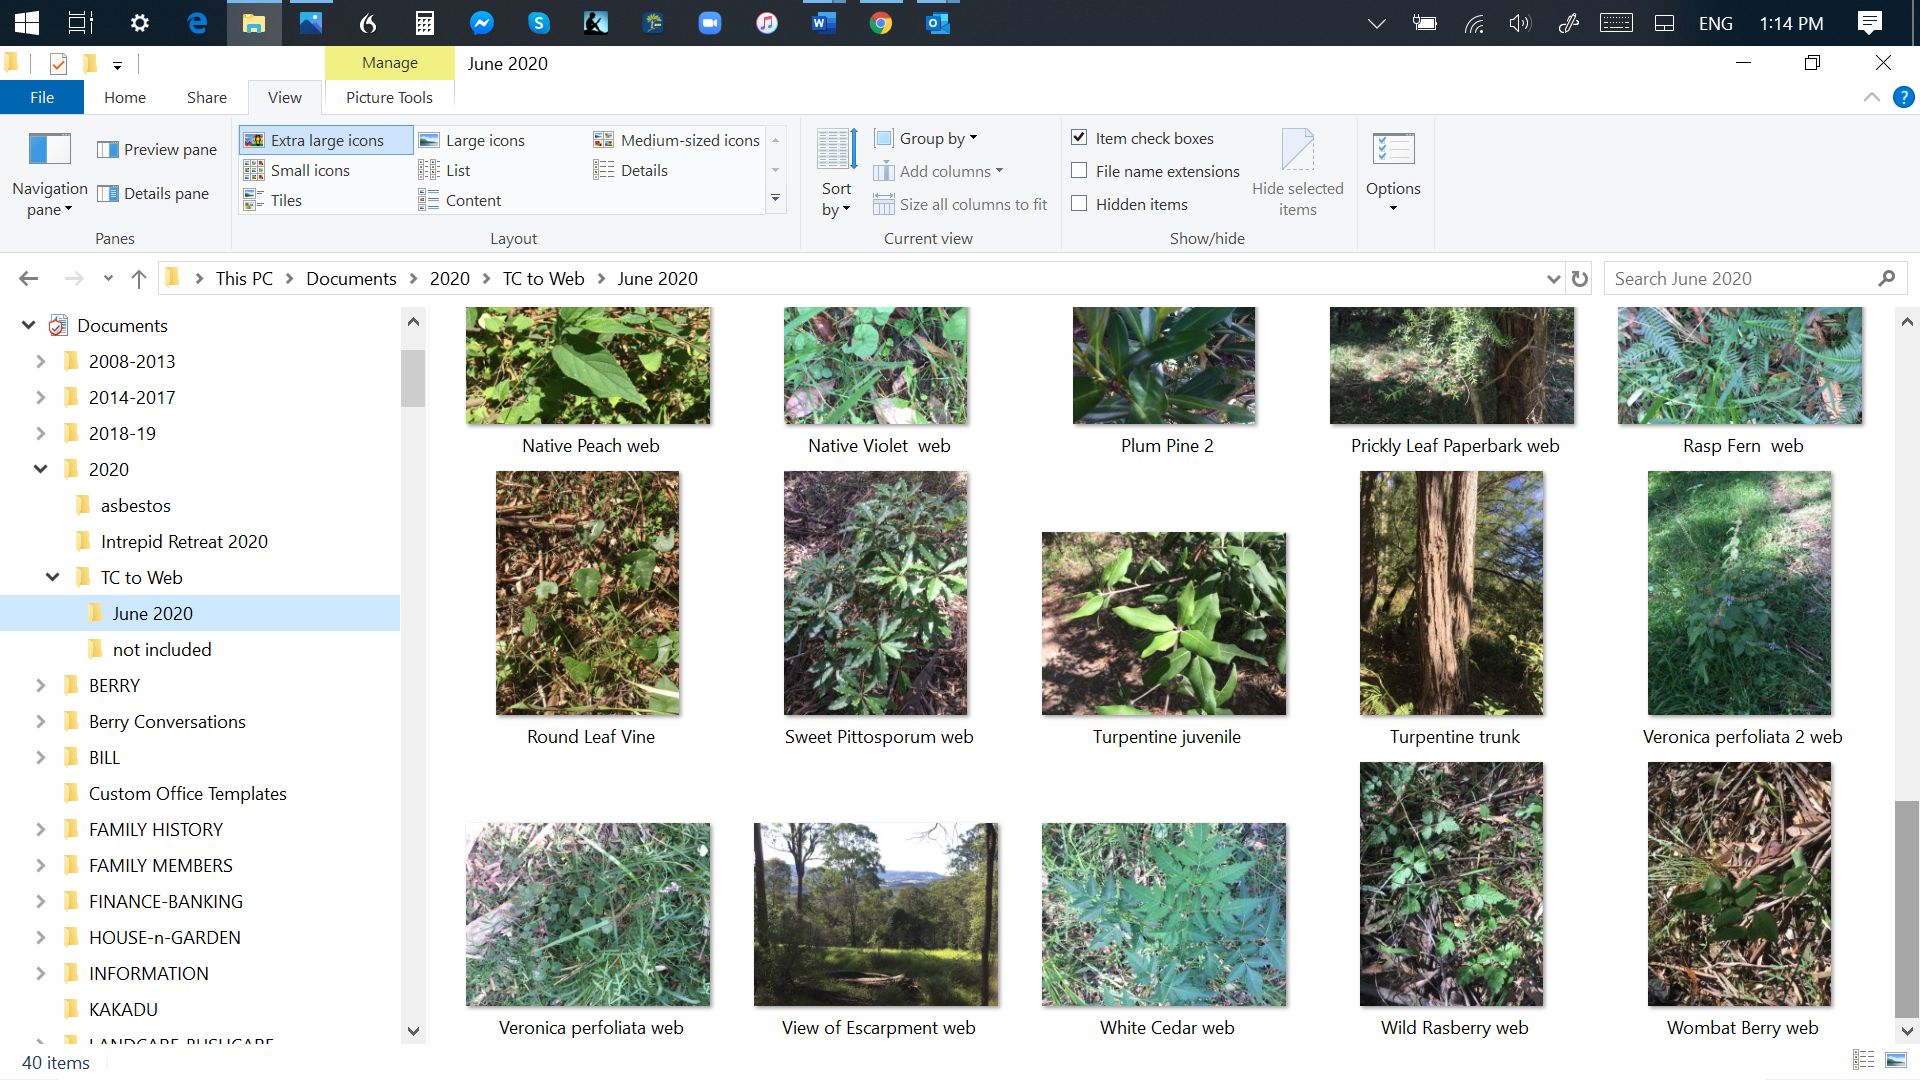 ENG 1:14 PM
Manage June 2020
File Home Share View Picture Tools
Navigation pane
Preview pane
Details pane
Panes
Extra large icons Large icons Medium-sized icons
Small icons List Details
Tiles Content
Layout
Sort by
Group by
Add columns
Size all columns to fit
Current view
Item check boxes
File name extensions
Hidden items
Hide selected items
Show/hide
Options
This PC Documents 2020 TC to Web June 2020
Search June 2020
Documents
2008-2013
2014-2017
2018-19
2020
asbestos
Intrepid Retreat 2020
TC to Web
June 2020
not included
BERRY
Berry Conversations
BILL
Custom Office Templates
FAMILY HISTORY
FAMILY MEMBERS
FINANCE-BANKING
HOUSE-n-GARDEN
INFORMATION
KAKADU
LANDCARE-BUSHCARE
Native Peach web Native Violet  web Plum Pine 2 Prickly Leaf Paperbark web Rasp Fern  web
Round Leaf Vine Sweet Pittosporum web Turpentine juvenile Turpentine trunk Veronica perfoliata 2 web
Veronica perfoliata web View of Escarpment web White Cedar web Wild Rasberry web Wombat Berry web
40 items